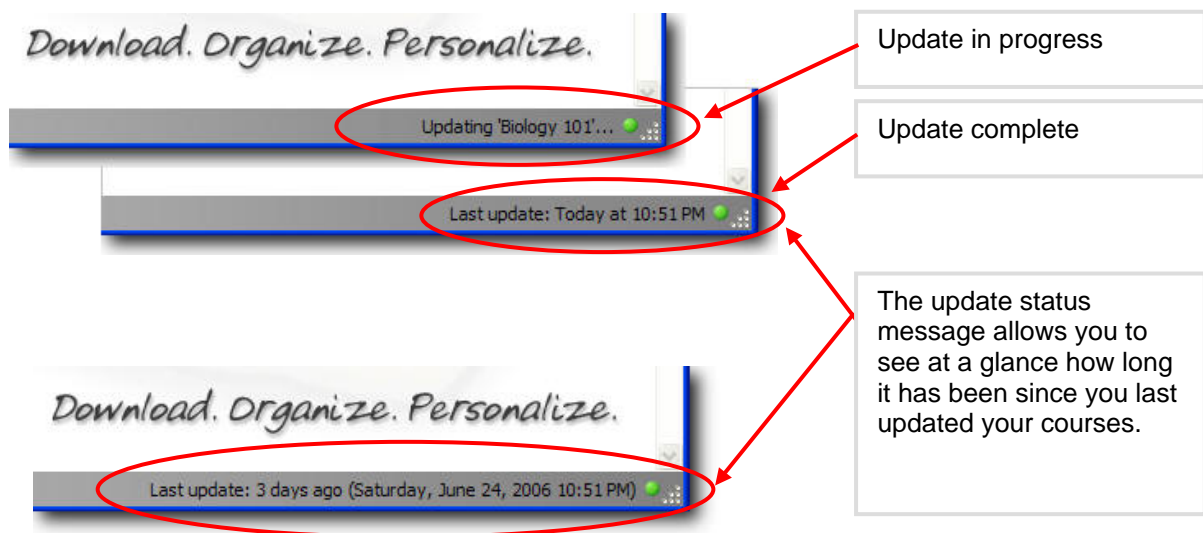 Download. Organize. Personalize.
Update in progress
Updating 'Biology 101'...
Update complete
Last update: Today at 10:51 PM
The update status
message allows you to
see at a glance how long
it has been since you last
updated your courses.
Download. Organize. Personalize.
Last update: 3 days ago (Saturday, June 24, 2006 10:51 PM)